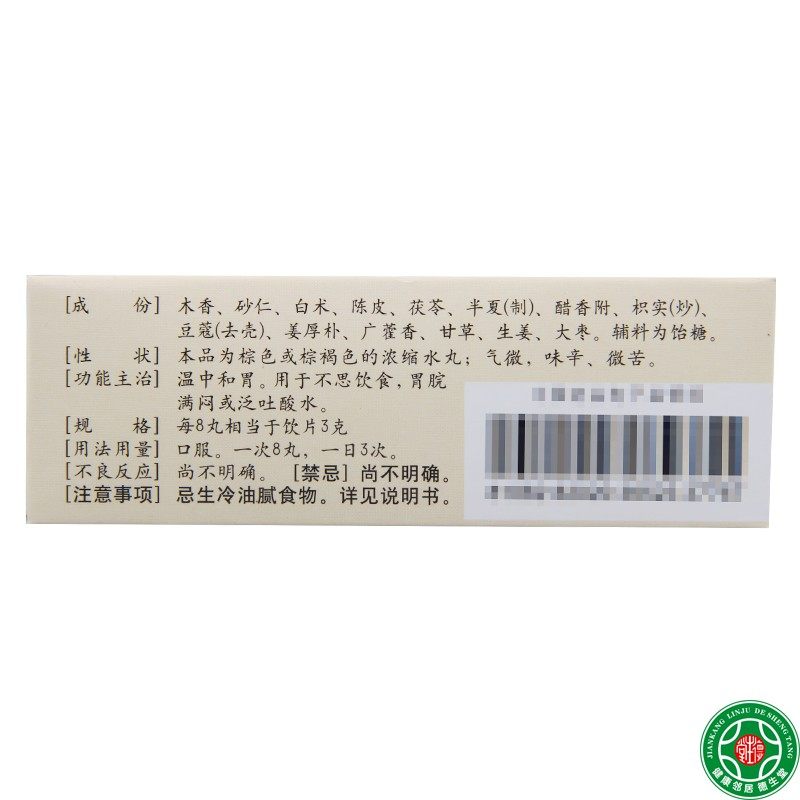 [成份] 木香、砂仁、白术、陈皮、茯苓、半夏(制)、醋香附、枳实(炒)、
豆蔻(去壳)、姜厚朴、广藿香、甘草、生姜、大枣。辅料为饴糖。
[性状] 本品为棕色或棕褐色的浓缩水丸；气微，味辛、微苦。
[功能主治] 温中和胃。用于不思饮食，胃脘
满闷或泛吐酸水。
[规格] 每8丸相当于饮片3克
[用法用量] 口服。一次8丸，一日3次。
[不良反应] 尚不明确。 [禁忌] 尚不明确。
[注意事项] 忌生冷油腻食物。详见说明书。
JIANKANG LINJU DE SHENG TANG
健康邻居德生堂